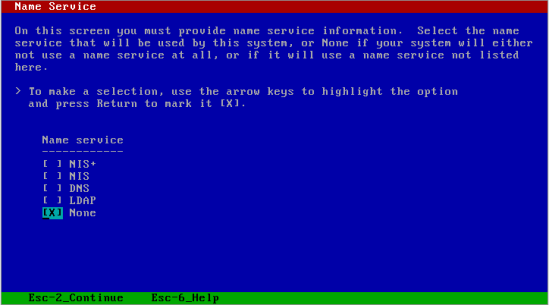 Name Service
On this screen you must provide name service information.  Select the name
service that will be used by this system, or None if your system will either
not use a name service at all, or if it will use a name service not listed
here.
> To make a selection, use the arrow keys to highlight the option
and press Return to mark it [X].
Name service
------------
[ ] NIS+
[ ] NIS
[ ] DNS
[ ] LDAP
[X] None
Esc-2_Continue    Esc-6_Help